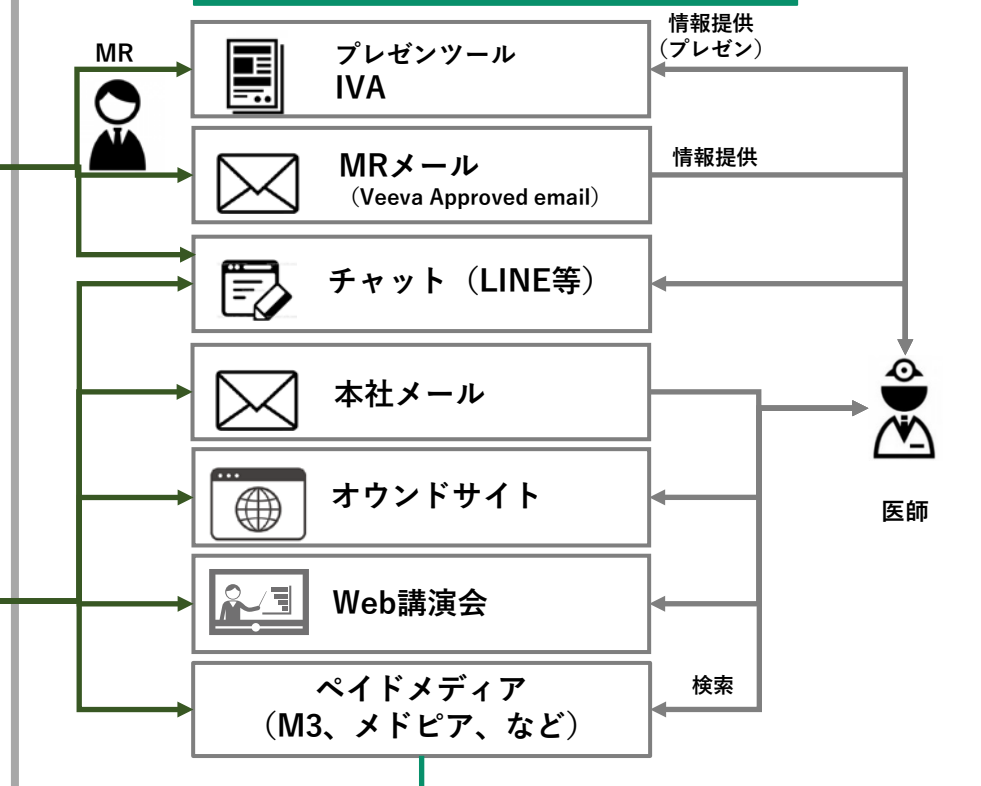 情報提供
（プレゼン）
MR
プレゼンツール
IVA
MRメール
（Veeva Approved email）
情報提供
チャット（LINE等）
本社メール
オウンドサイト
医師
Web講演会
ペイドメディア
（M3、メドピア、など）
検索